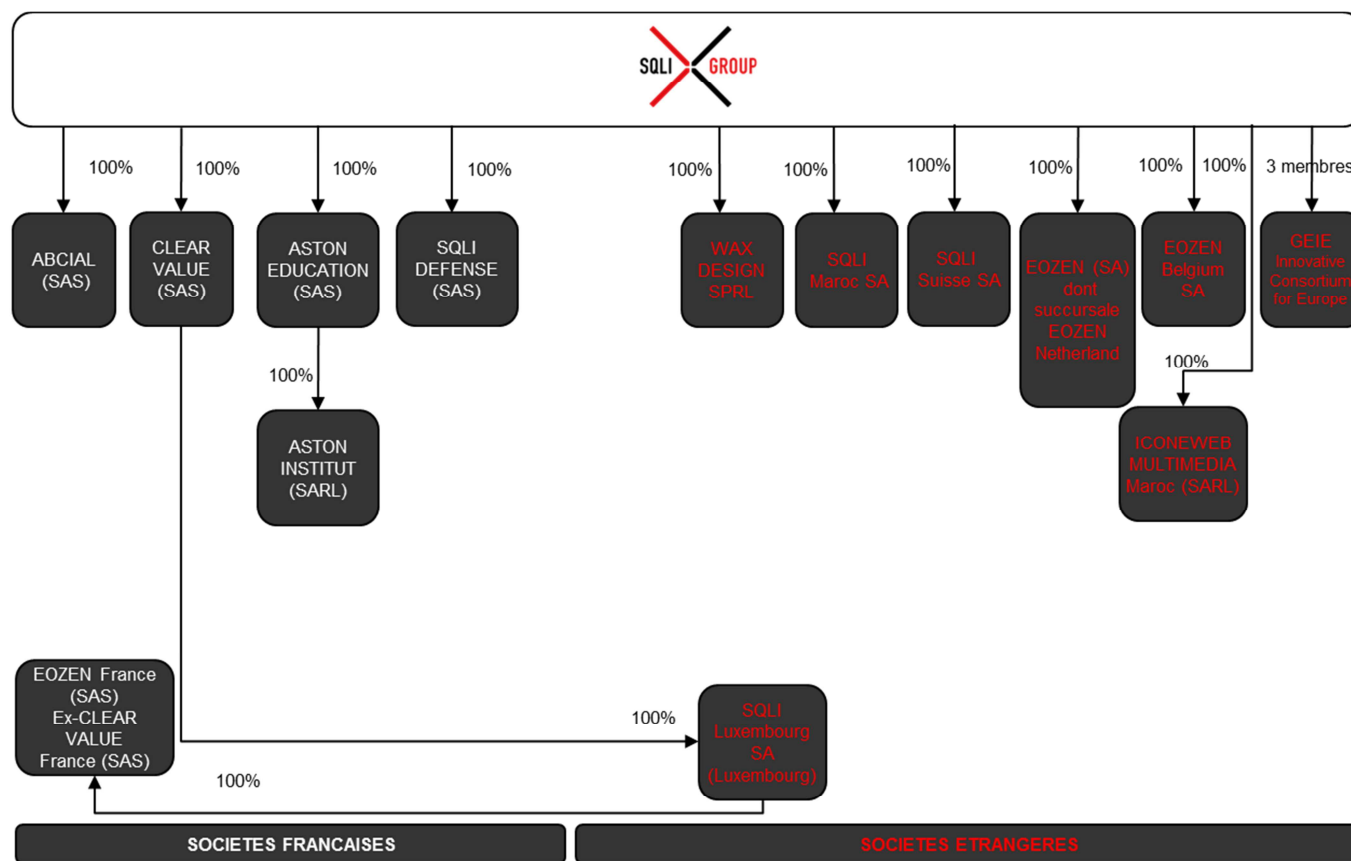 SQLI GROUP
100%
100%
100%
100%
100%
100%
100%
100%
100%
100%
3 membres
ABCIAL
(SAS)
CLEAR
VALUE
(SAS)
ASTON
EDUCATION
(SAS)
SQLI
DEFENSE
(SAS)
WAX
DESIGN
SPRL
SQLI
Maroc SA
SQLI
Suisse SA
EOZEN (SA)
dont
succursale
EOZEN
Netherland
EOZEN
Belgium
SA
GEIE
Innovative
Consortium
for Europe
100%
100%
ASTON
INSTITUT
(SARL)
ICONEWEB
MULTIMEDIA
Maroc (SARL)
EOZEN France
(SAS)
Ex-CLEAR
VALUE
France (SAS)
100%
SQLI
Luxembourg
SA
(Luxembourg)
100%
SOCIETES FRANCAISES
SOCIETES ETRANGERES